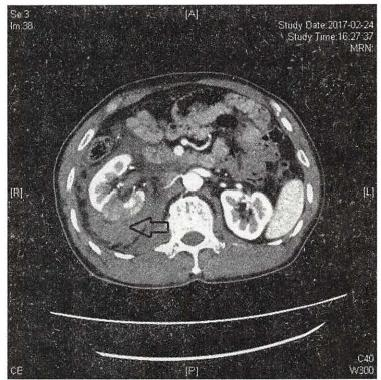 Se:3
Im:38
[A]
Study Date:2017-02-24
Study Time:16:27:37
MRN:
[R]
[L]
CE
[P]
C40
W300